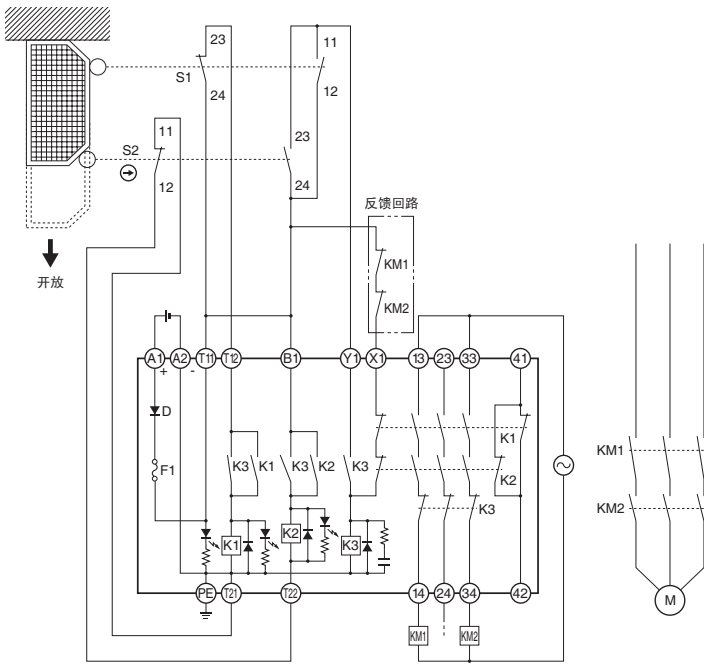 23
11
S1
24
12
11
23
S2
12
24
反馈回路
KM1
开放
KM2
A1
A2
T11
T12
B1
Y1
X1
13
23
33
41
+
-
D
K1
F1
K3
K1
K3
K2
K3
K2
KM1
K3
KM2
K1
K2
K3
PE
T21
T22
14
24
34
42
M
KM1
KM2